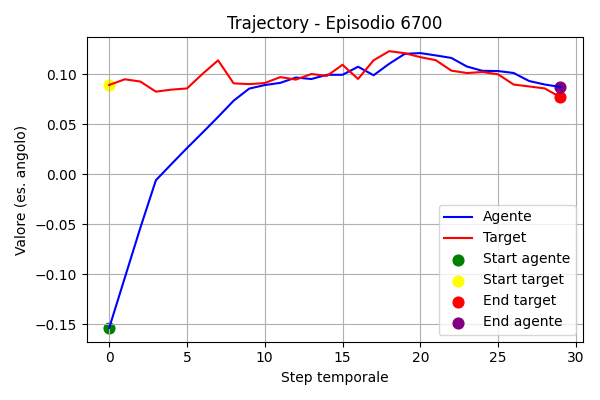 Trajectory - Episodio 6700
Valore (es. angolo)
0.10
0.05
0.00
−0.05
−0.10
−0.15
Agente
Target
Start agente
Start target
End target
End agente
0 5 10 15 20 25 30
Step temporale